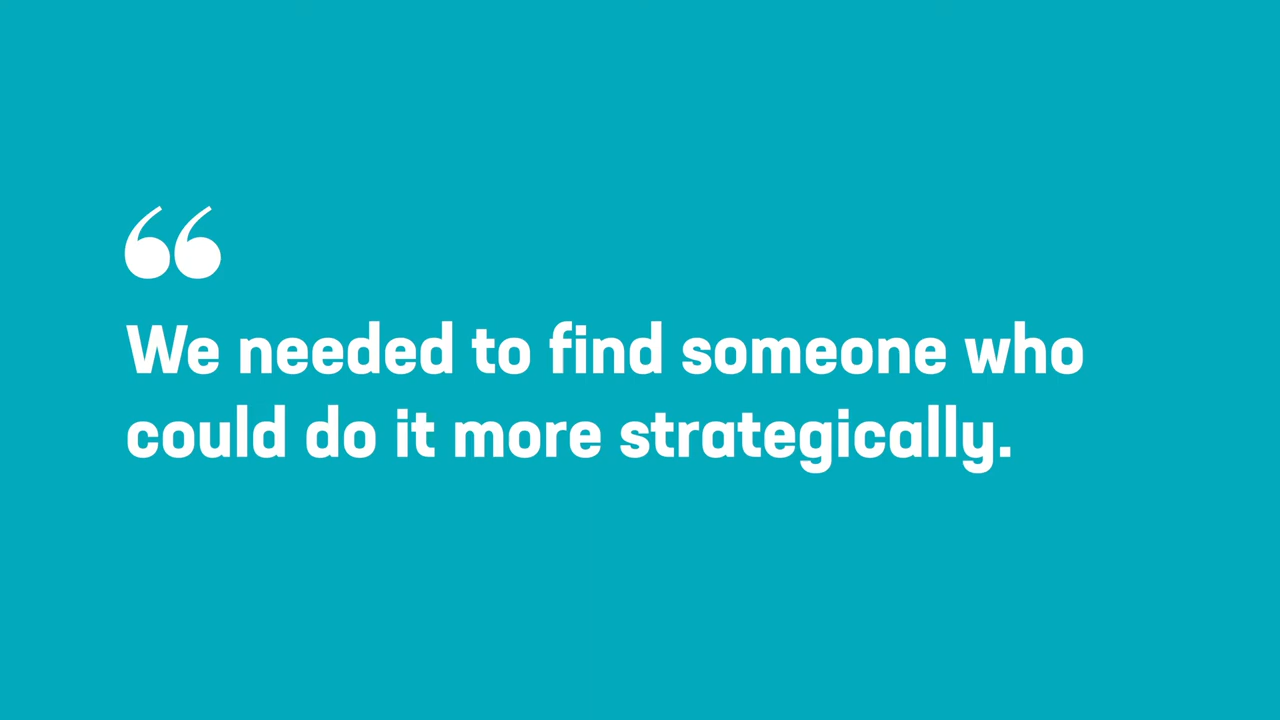 “
We needed to find someone who
could do it more strategically.